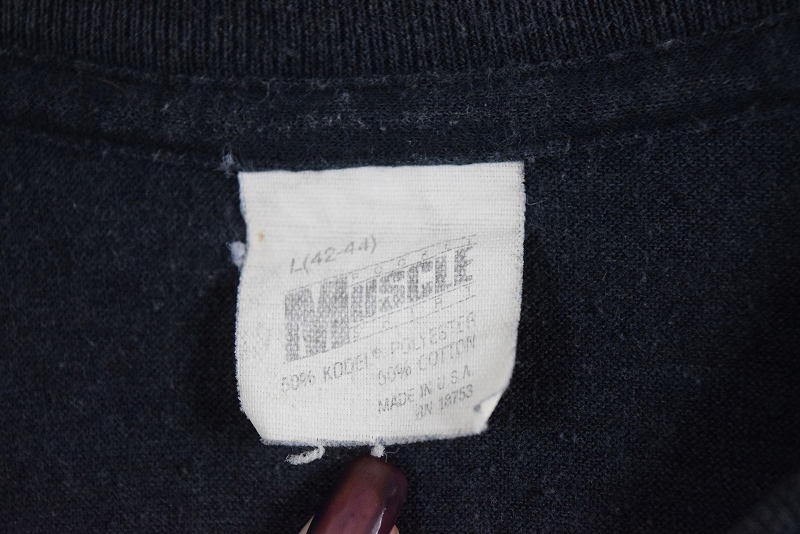 L(42-44)
MUSCLE
50% KODEL® POLYESTER
50% COTTON
MADE IN U.S.A.
RN 18753